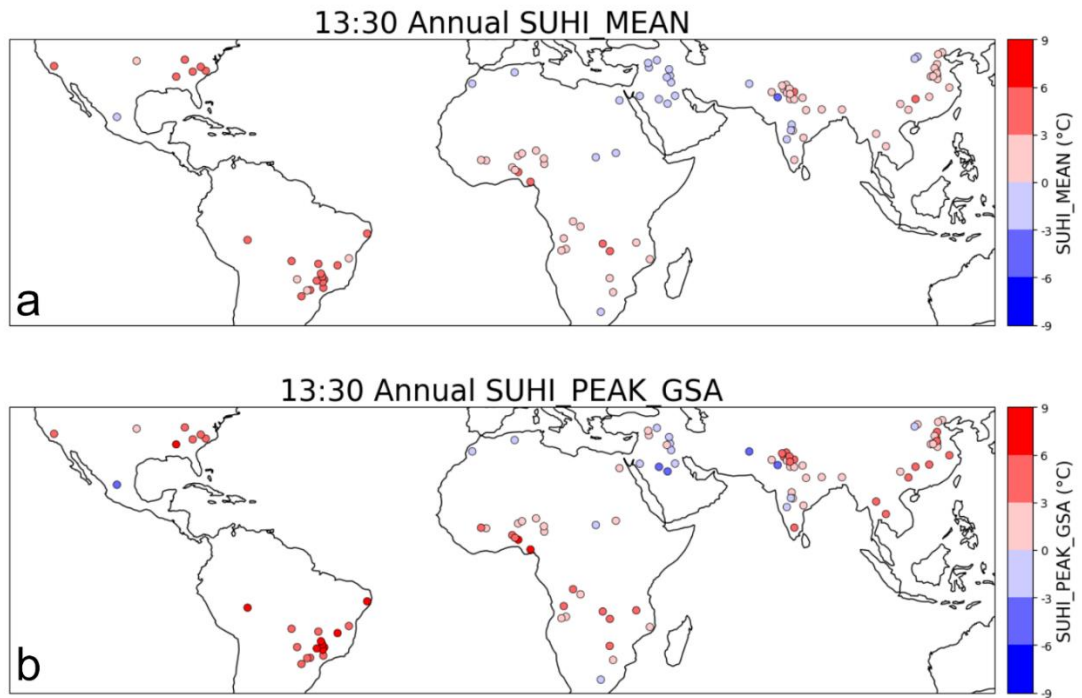 13:30 Annual SUHI_MEAN
9
6
3
0
-3
-6
-9
SUHI_MEAN (°C)
a
13:30 Annual SUHI_PEAK_GSA
9
6
3
0
-3
-6
-9
SUHI_PEAK_GSA (°C)
b